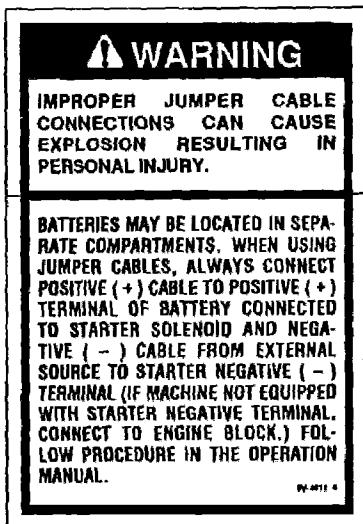 WARNING
IMPROPER JUMPER CABLE
CONNECTIONS CAN CAUSE
EXPLOSION RESULTING IN
PERSONAL INJURY.
BATTERIES MAY BE LOCATED IN SEPA-
RATE COMPARTMENTS. WHEN USING
JUMPER CABLES, ALWAYS CONNECT
POSITIVE (+) CABLE TO POSITIVE (+)
TERMINAL OF BATTERY CONNECTED
TO STARTER SOLENOID AND NEGA-
TIVE ( - ) CABLE FROM EXTERNAL
SOURCE TO STARTER NEGATIVE ( - )
TERMINAL (IF MACHINE NOT EQUIPPED
WITH STARTER NEGATIVE TERMINAL,
CONNECT TO ENGINE BLOCK.) FOL-
LOW PROCEDURE IN THE OPERATION
MANUAL.